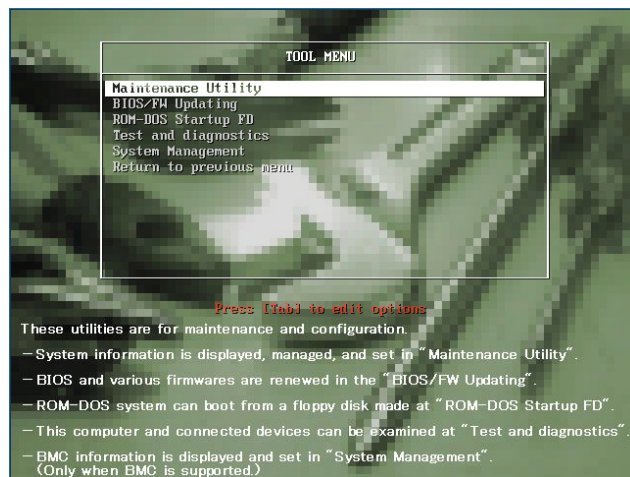 TOOL MENU
Maintenance Utility
BIOS/FW Updating
ROM-DOS Startup FD
Test and diagnostics
System Management
Return to previous menu
Press [Tab] to edit options
These utilities are for maintenance and configuration.
－System information is displayed, managed, and set in "Maintenance Utility".
－BIOS and various firmwares are renewed in the "BIOS/FW Updating".
－ROM-DOS system can boot from a floppy disk made at "ROM-DOS Startup FD".
－This computer and connected devices can be examined at "Test and diagnostics".
－BMC information is displayed and set in "System Management".
(Only when BMC is supported.)